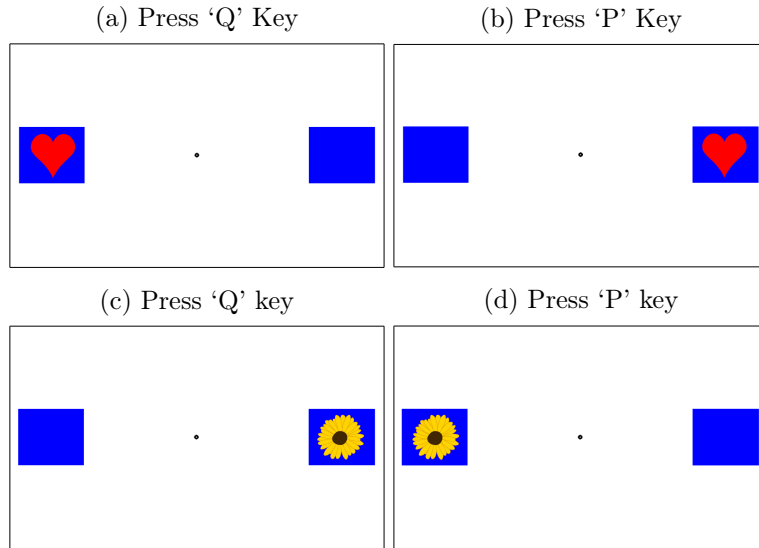 (a) Press ‘Q’ Key
(b) Press ‘P’ Key
(c) Press ‘Q’ key
(d) Press ‘P’ key